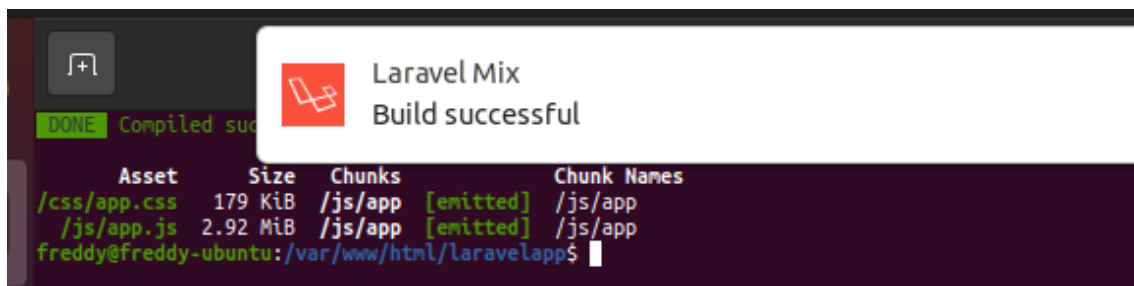 Laravel Mix
Build successful
DONE Compiled suc
Asset Size Chunks Chunk Names
/css/app.css 179 KiB /js/app [emitted] /js/app
/js/app.js 2.92 MiB /js/app [emitted] /js/app
freddy@freddy-ubuntu:/var/www/html/laravelapp$